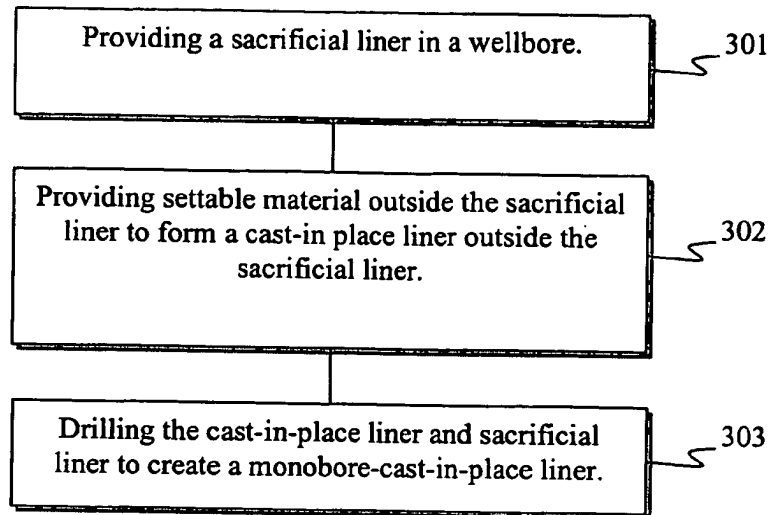 Providing a sacrificial liner in a wellbore.
301
Providing settable material outside the sacrificial
liner to form a cast-in place liner outside the
sacrificial liner.
302
Drilling the cast-in-place liner and sacrificial
liner to create a monobore-cast-in-place liner.
303